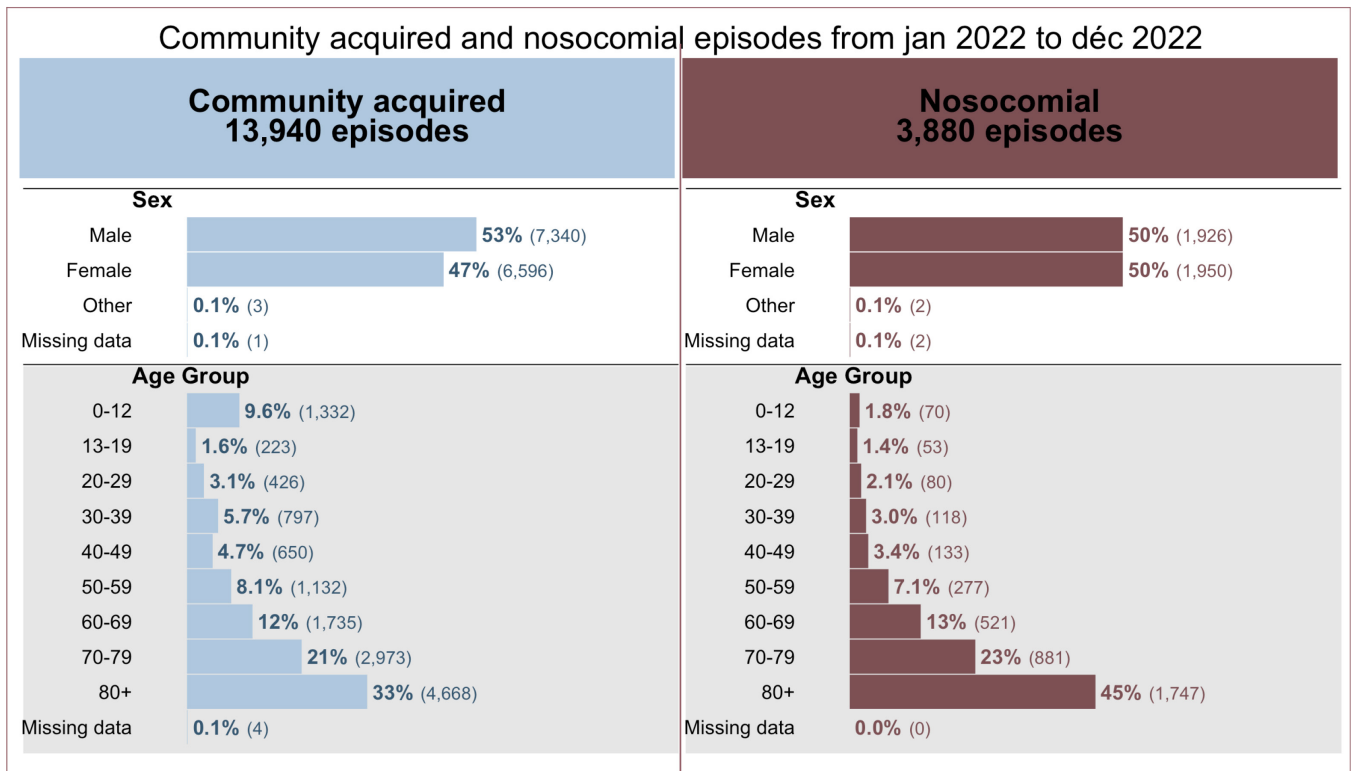 Community acquired and nosocomial episodes from jan 2022 to déc 2022
Community acquired
13,940 episodes
Sex
Male 53% (7,340)
Female 47% (6,596)
Other 0.1% (3)
Missing data 0.1% (1)
Age Group
0-12 9.6% (1,332)
13-19 1.6% (223)
20-29 3.1% (426)
30-39 5.7% (797)
40-49 4.7% (650)
50-59 8.1% (1,132)
60-69 12% (1,735)
70-79 21% (2,973)
80+ 33% (4,668)
Missing data 0.1% (4)
Nosocomial
3,880 episodes
Sex
Male 50% (1,926)
Female 50% (1,950)
Other 0.1% (2)
Missing data 0.1% (2)
Age Group
0-12 1.8% (70)
13-19 1.4% (53)
20-29 2.1% (80)
30-39 3.0% (118)
40-49 3.4% (133)
50-59 7.1% (277)
60-69 13% (521)
70-79 23% (881)
80+ 45% (1,747)
Missing data 0.0% (0)